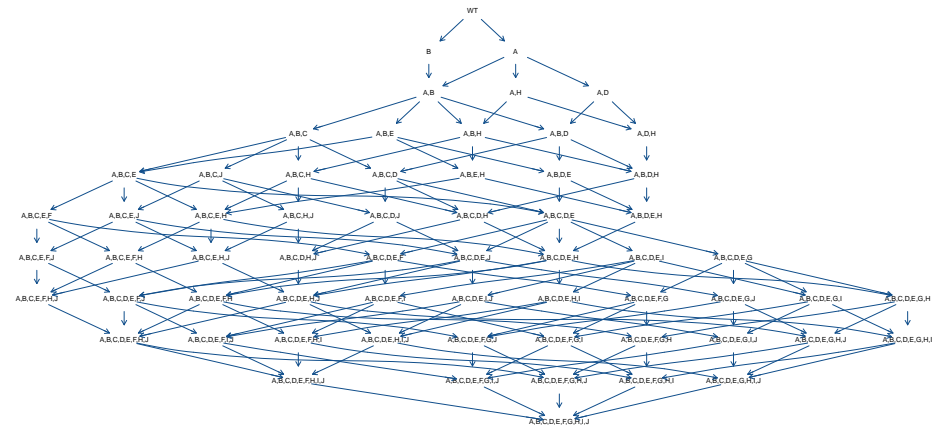 WT
B A
A,B A,H A,D
A,B,C A,B,E A,B,H A,B,D A,D,H
A,B,C,E A,B,C,J A,B,C,H A,B,C,D A,B,E,H A,B,D,E A,B,D,H
A,B,C,E,F A,B,C,E,J A,B,C,E,H A,B,C,H,J A,B,C,D,J A,B,C,D,H A,B,C,D,E A,B,D,E,H
A,B,C,E,F,J A,B,C,E,F,H A,B,C,E,H,J A,B,C,D,H,J A,B,C,D,E,F A,B,C,D,E,J A,B,C,D,E,H A,B,C,D,E,I A,B,C,D,E,G
A,B,C,E,F,H,J A,B,C,D,E,F,J A,B,C,D,E,F,H A,B,C,D,E,H,J A,B,C,D,E,F,I A,B,C,D,E,I,J A,B,C,D,E,H,I A,B,C,D,E,F,G A,B,C,D,E,G,J A,B,C,D,E,G,I A,B,C,D,E,G,H
A,B,C,D,E,F,H,J A,B,C,D,E,F,I,J A,B,C,D,E,F,H,I A,B,C,D,E,H,I,J A,B,C,D,E,F,G,J A,B,C,D,E,F,G,I A,B,C,D,E,F,G,H A,B,C,D,E,G,I,J A,B,C,D,E,G,H,J A,B,C,D,E,G,H,I
A,B,C,D,E,F,H,I,J A,B,C,D,E,F,G,I,J A,B,C,D,E,F,G,H,J A,B,C,D,E,F,G,H,I A,B,C,D,E,G,H,I,J
A,B,C,D,E,F,G,H,I,J